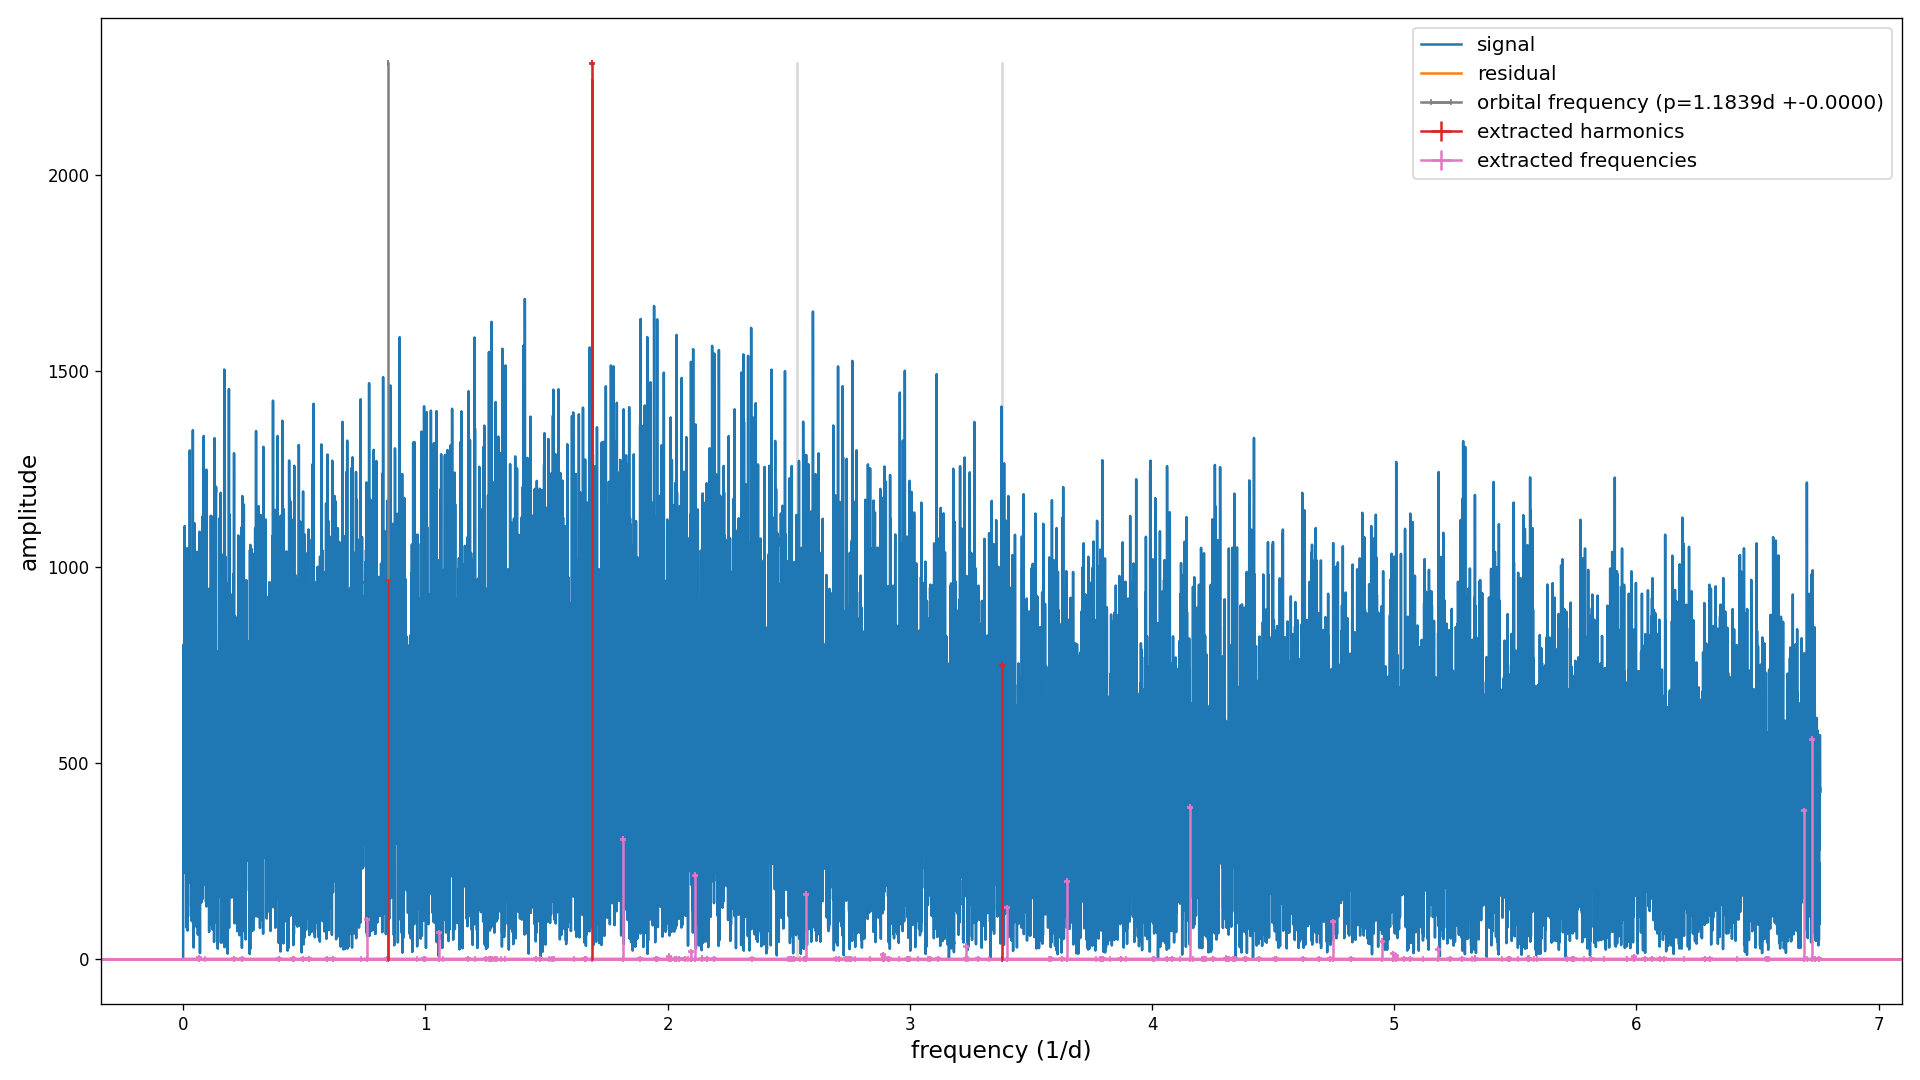 signal
residual
orbital frequency (p=1.1839d +-0.0000)
extracted harmonics
extracted frequencies
amplitude
2000
1500
1000
500
0
0 1 2 3 4 5 6 7
frequency (1/d)